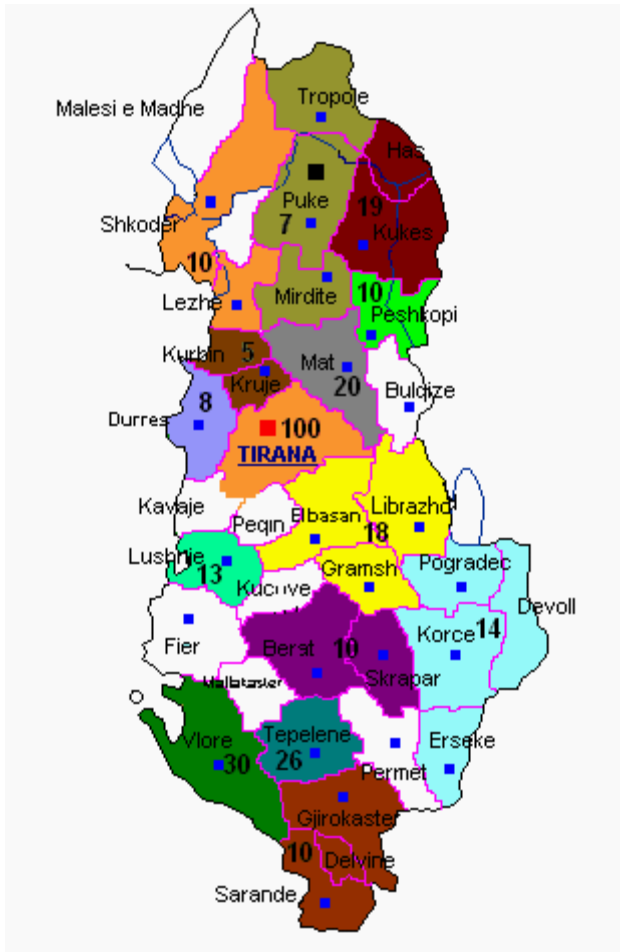 Tropoje
Malesi e Madhe
Has
Puke
19
Shkoder
7
Kukes
10
10
Lezhe
Mirdite
Peshkopi
Kurbin
5
Mat
Kruje
20
Buldize
8
Durres
100
TIRANA
Kavaje
Librazhd
Peqin
Elbasan
18
Lushnje
13
Gramsh
Pogradec
Kucove
Devoll
Fier
Berat
10
Korce
14
Skrapar
Vlore
30
Tepelene
26
Erseke
Permet
Gjirokaster
10
Delvine
Sarande